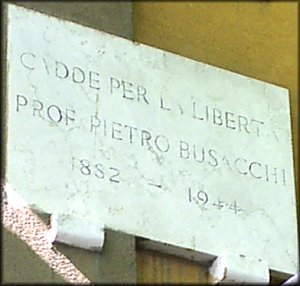 CADDE PER LA LIBERTA
PROF. PIETRO BUSACCHI
1882 - 1944